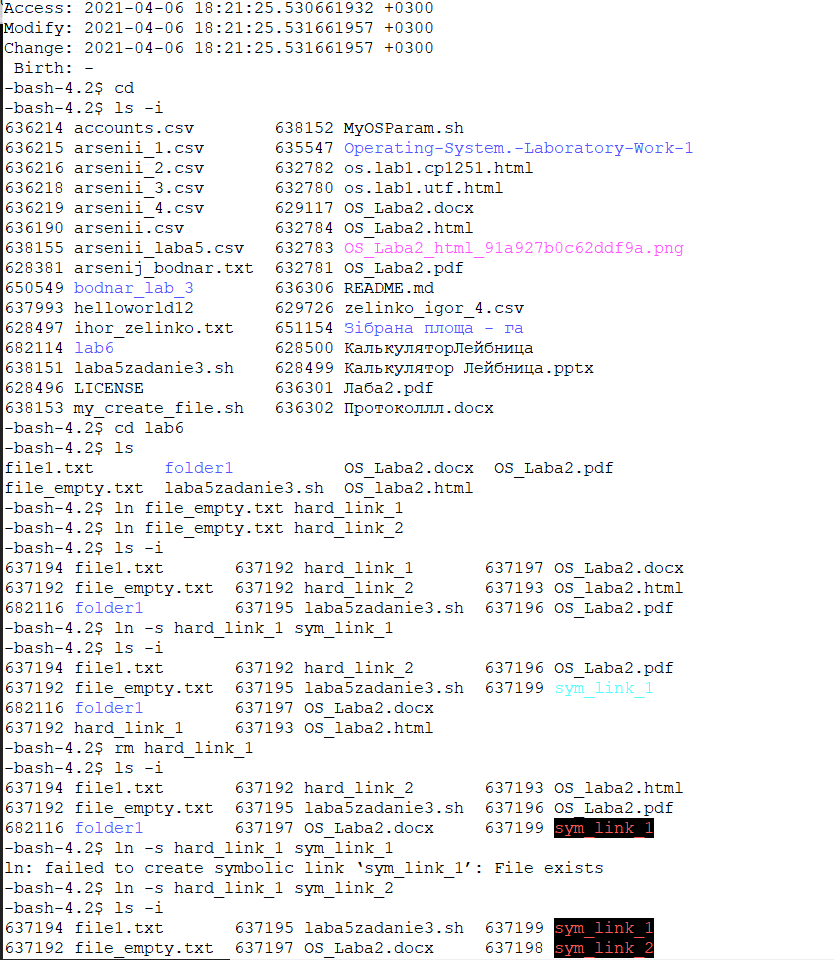 Access: 2021-04-06 18:21:25.530661932 +0300
Modify: 2021-04-06 18:21:25.531661957 +0300
Change: 2021-04-06 18:21:25.531661957 +0300
 Birth: -
-bash-4.2$ cd
-bash-4.2$ ls -i
636214 accounts.csv        638152 MyOSParam.sh
636215 arsenii_1.csv       635547 Operating-System.-Laboratory-Work-1
636216 arsenii_2.csv       632782 os.lab1.cp1251.html
636218 arsenii_3.csv       632780 os.lab1.utf.html
636219 arsenii_4.csv       629117 OS_Laba2.docx
636190 arsenii.csv         632784 OS_Laba2.html
638155 arsenii_laba5.csv   632783 OS_Laba2_html_91a927b0c62ddf9a.png
628381 arsenij_bodnar.txt  632781 OS_Laba2.pdf
650549 bodnar_lab_3        636306 README.md
637993 helloworld12        629726 zelinko_igor_4.csv
628497 ihor_zelinko.txt    651154 Зібрана площа - га
682114 lab6                628500 КалькуляторЛейбница
638151 laba5zadanie3.sh    628499 Калькулятор Лейбница.pptx
628496 LICENSE             636301 Лаба2.pdf
638153 my_create_file.sh   636302 Протоколлл.docx
-bash-4.2$ cd lab6
-bash-4.2$ ls
file1.txt       folder1           OS_Laba2.docx  OS_Laba2.pdf
file_empty.txt  laba5zadanie3.sh  OS_laba2.html
-bash-4.2$ ln file_empty.txt hard_link_1
-bash-4.2$ ln file_empty.txt hard_link_2
-bash-4.2$ ls -i
637194 file1.txt       637192 hard_link_1       637197 OS_Laba2.docx
637192 file_empty.txt  637192 hard_link_2       637193 OS_laba2.html
682116 folder1         637195 laba5zadanie3.sh  637196 OS_Laba2.pdf
-bash-4.2$ ln -s hard_link_1 sym_link_1
-bash-4.2$ ls -i
637194 file1.txt       637192 hard_link_2       637196 OS_Laba2.pdf
637192 file_empty.txt  637195 laba5zadanie3.sh  637199 sym_link_1
682116 folder1         637197 OS_Laba2.docx
637192 hard_link_1     637193 OS_laba2.html
-bash-4.2$ rm hard_link_1
-bash-4.2$ ls -i
637194 file1.txt       637192 hard_link_2       637193 OS_laba2.html
637192 file_empty.txt  637195 laba5zadanie3.sh  637196 OS_Laba2.pdf
682116 folder1         637197 OS_Laba2.docx     637199 sym_link_1
-bash-4.2$ ln -s hard_link_1 sym_link_1
ln: failed to create symbolic link ‘sym_link_1’: File exists
-bash-4.2$ ln -s hard_link_1 sym_link_2
-bash-4.2$ ls -i
637194 file1.txt       637195 laba5zadanie3.sh  637199 sym_link_1
637192 file_empty.txt  637197 OS_Laba2.docx     637198 sym_link_2